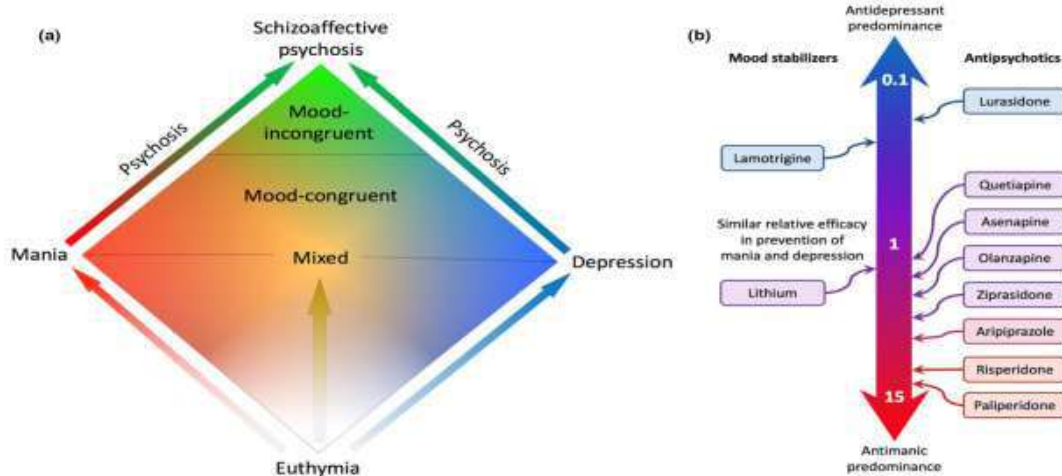 (a)
Schizoaffective
psychosis
Psychosis
Psychosis
Mood-
incongruent
Mood-congruent
Mania
Mixed
Depression
Euthymia
(b)
Antidepressant
predominance
Mood stabilizers
Antipsychotics
0.1
Lurasidone
Lamotrigine
Quetiapine
Asenapine
Similar relative efficacy
in prevention of
mania and depression
1
Olanzapine
Lithium
Ziprasidone
Aripiprazole
Risperidone
15
Paliperidone
Antimanic
predominance